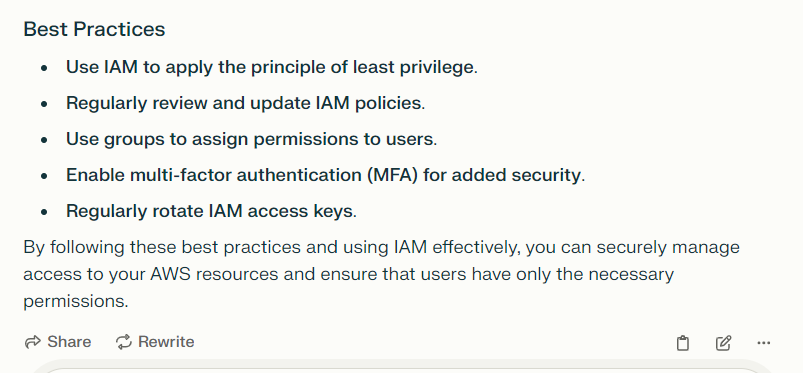 Best Practices
• Use IAM to apply the principle of least privilege.
• Regularly review and update IAM policies.
• Use groups to assign permissions to users.
• Enable multi-factor authentication (MFA) for added security.
• Regularly rotate IAM access keys.
By following these best practices and using IAM effectively, you can securely manage
access to your AWS resources and ensure that users have only the necessary
permissions.
Share Rewrite